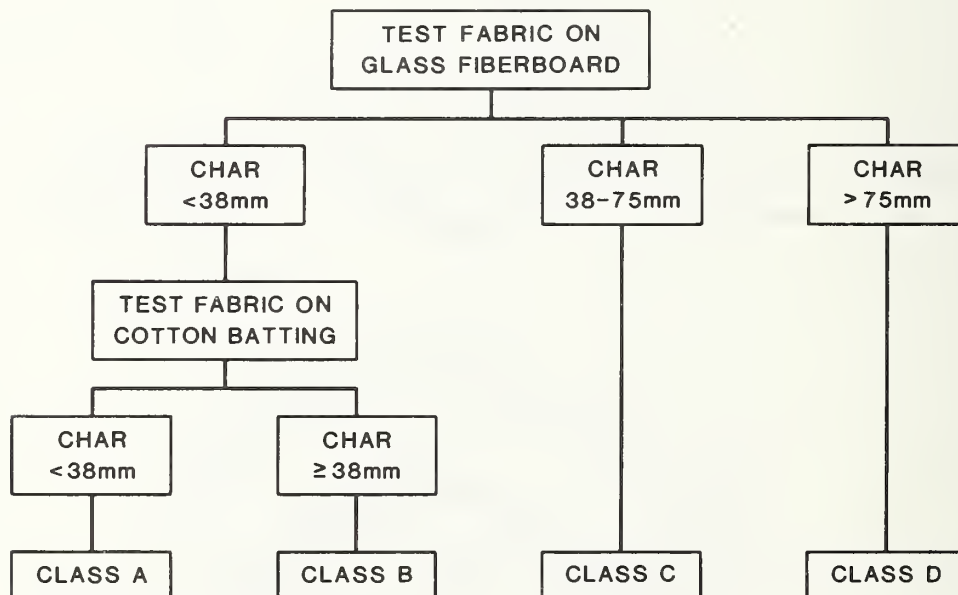 TEST FABRIC ON
GLASS FIBERBOARD
CHAR
<38mm
CHAR
38-75mm
CHAR
>75mm
TEST FABRIC ON
COTTON BATTING
CHAR
<38mm
CHAR
≥38mm
CLASS A
CLASS B
CLASS C
CLASS D